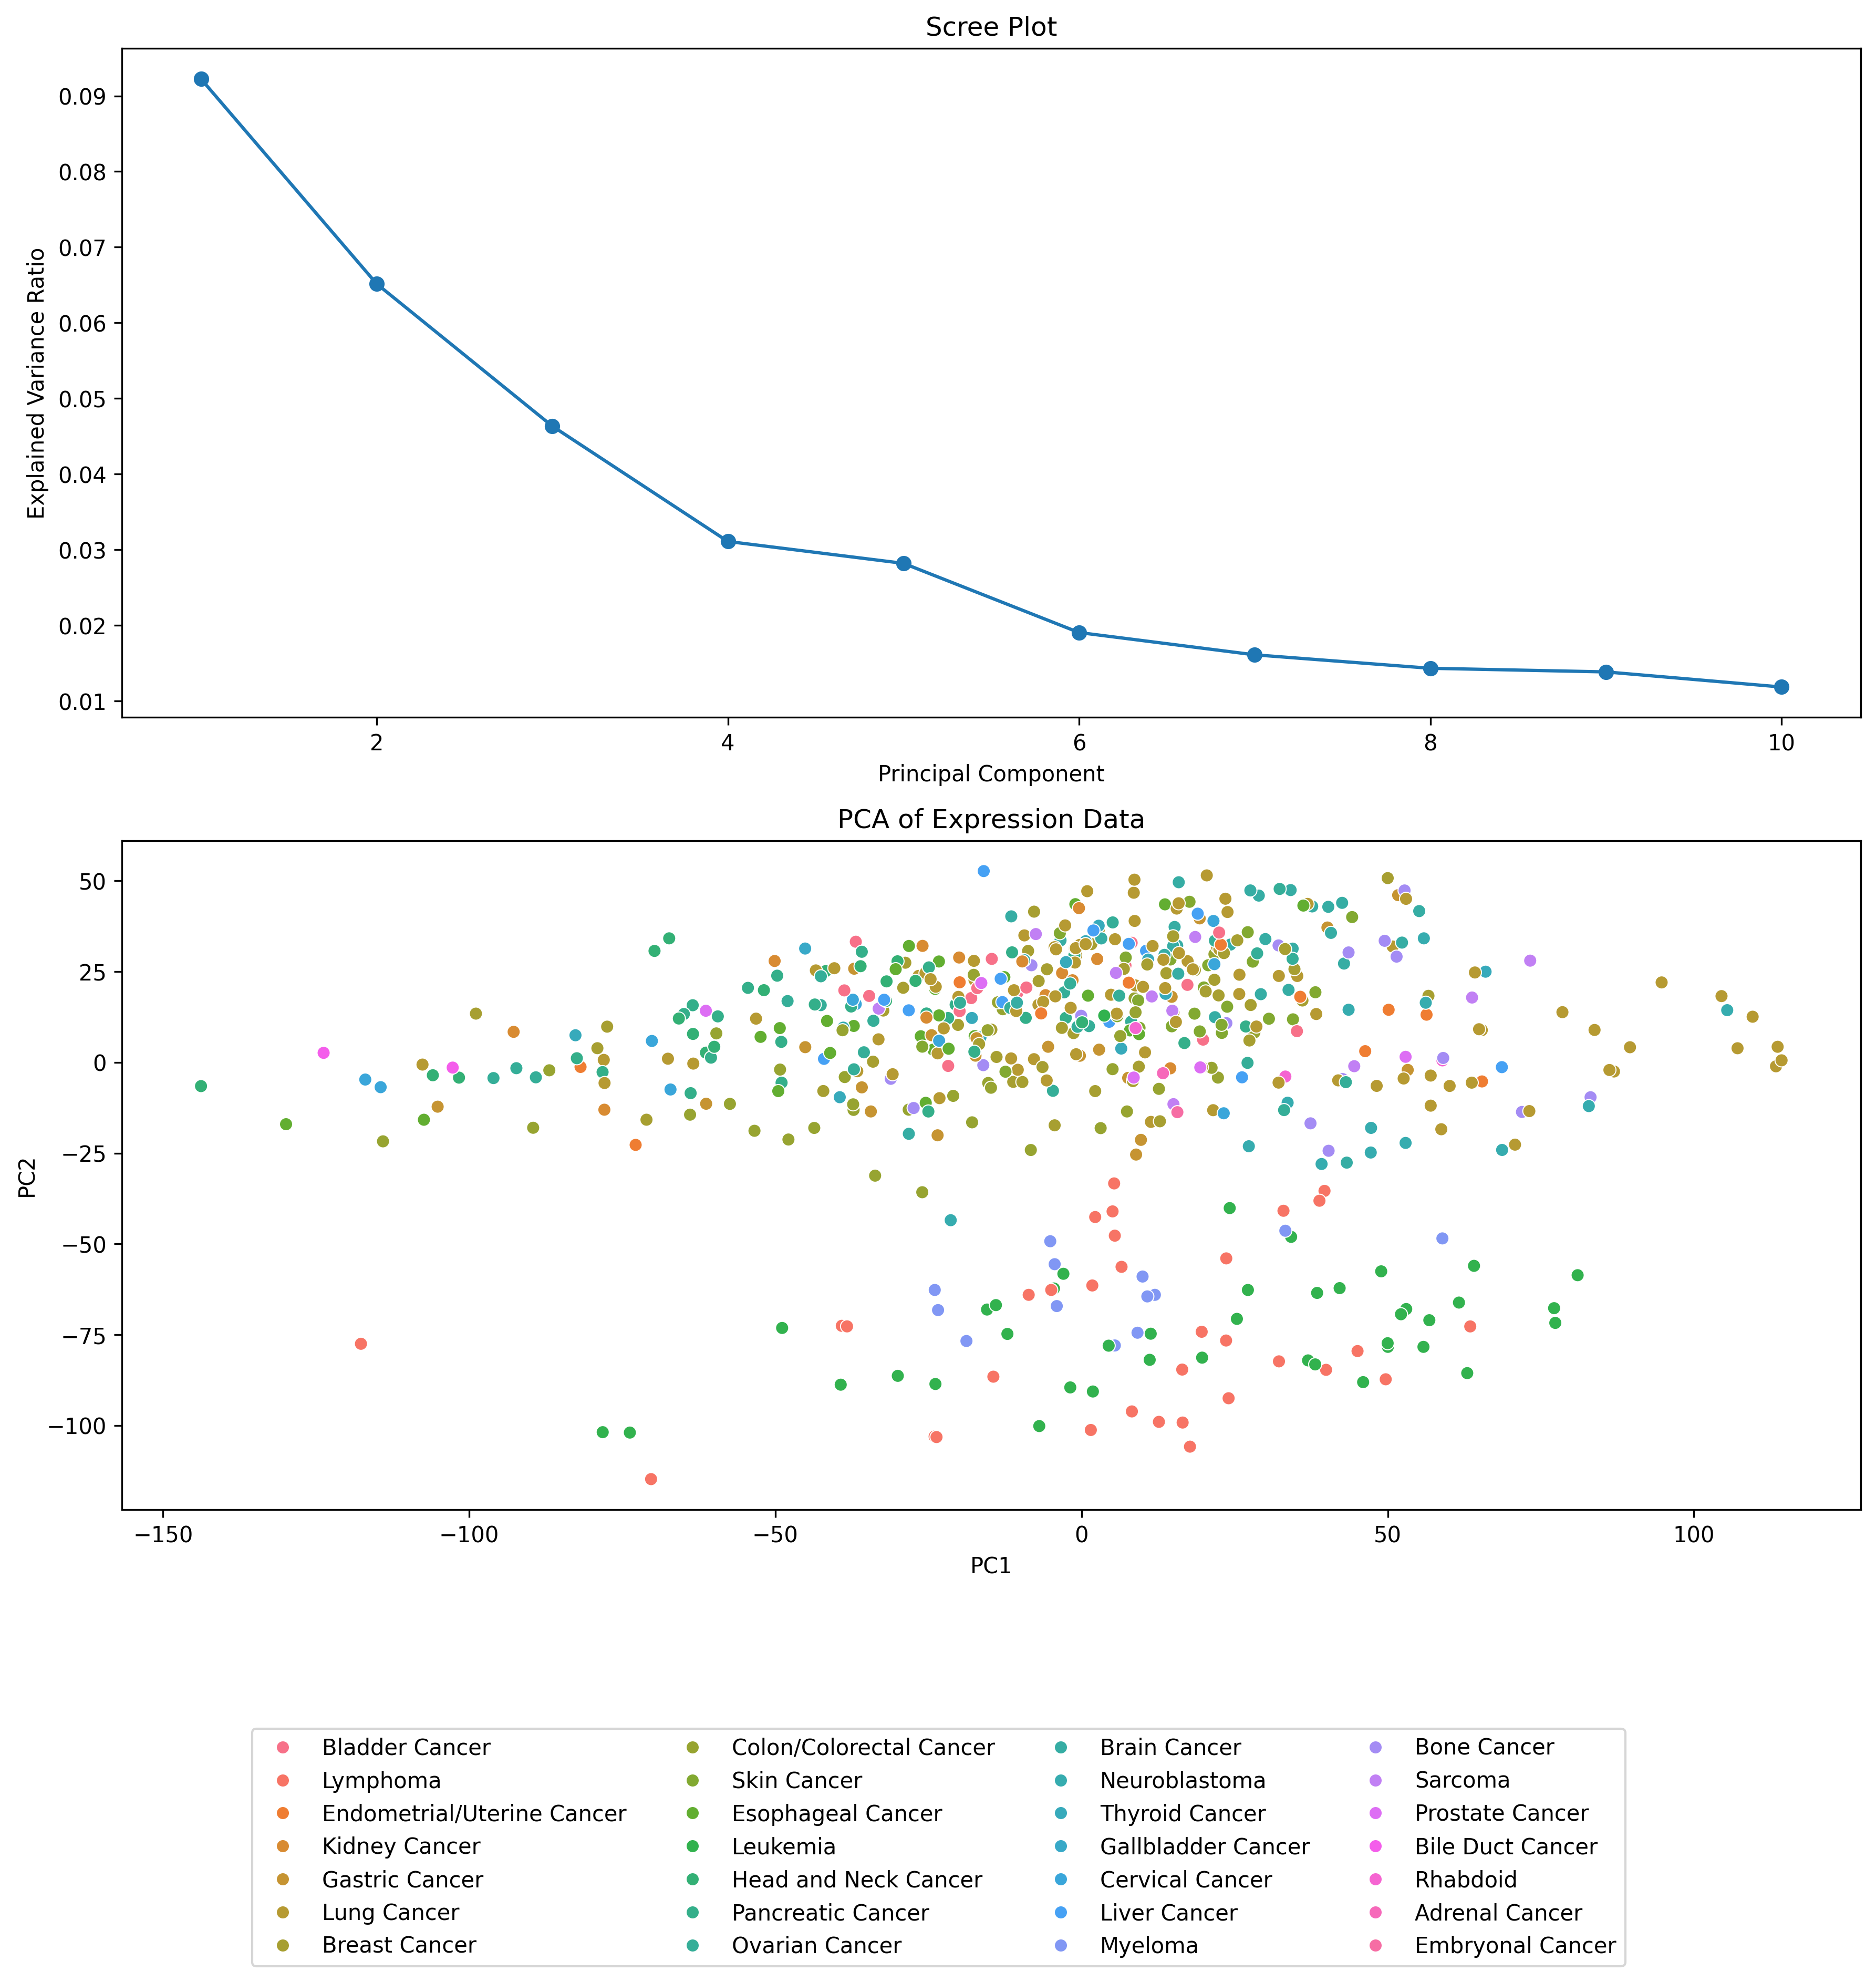 Scree Plot
Explained Variance Ratio
0.09
0.08
0.07
0.06
0.05
0.04
0.03
0.02
0.01
2 4 6 8 10
Principal Component
PCA of Expression Data
PC2
50
25
0
−25
−50
−75
−100
−150 −100 −50 0 50 100
PC1
Bladder Cancer Colon/Colorectal Cancer Brain Cancer Bone Cancer
Lymphoma Skin Cancer Neuroblastoma Sarcoma
Endometrial/Uterine Cancer Esophageal Cancer Thyroid Cancer Prostate Cancer
Kidney Cancer Leukemia Gallbladder Cancer Bile Duct Cancer
Gastric Cancer Head and Neck Cancer Cervical Cancer Rhabdoid
Lung Cancer Pancreatic Cancer Liver Cancer Adrenal Cancer
Breast Cancer Ovarian Cancer Myeloma Embryonal Cancer